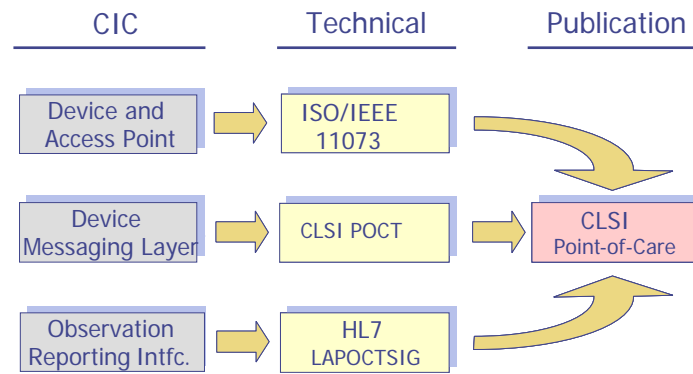 CIC
Technical
Publication
Device and
Access Point
ISO/IEEE
11073
Device
Messaging Layer
CLSI POCT
CLSI
Point-of-Care
Observation
Reporting Intfc.
HL7
LAPOCTSIG